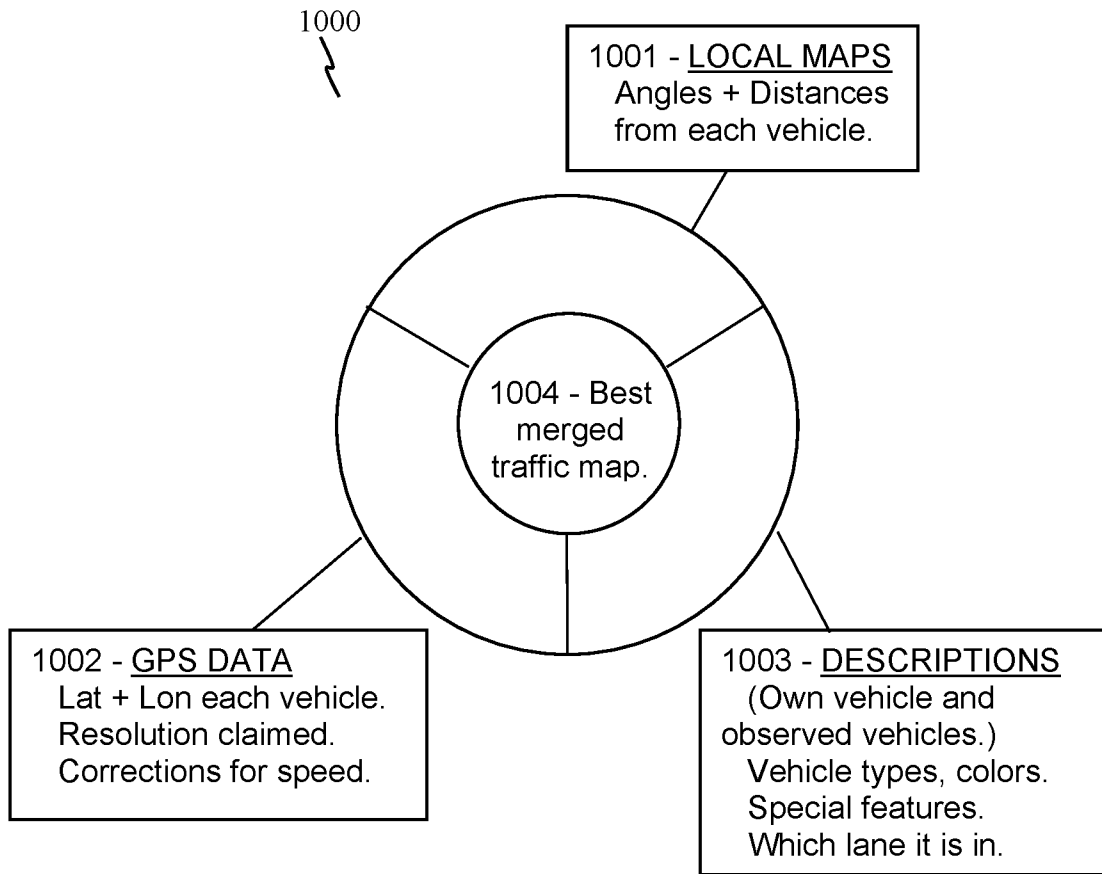 1000
1001 - LOCAL MAPS
Angles + Distances
from each vehicle.
1004 - Best
merged
traffic map.
1002 - GPS DATA
Lat + Lon each vehicle.
Resolution claimed.
Corrections for speed.
1003 - DESCRIPTIONS
(Own vehicle and
observed vehicles.)
Vehicle types, colors.
Special features.
Which lane it is in.